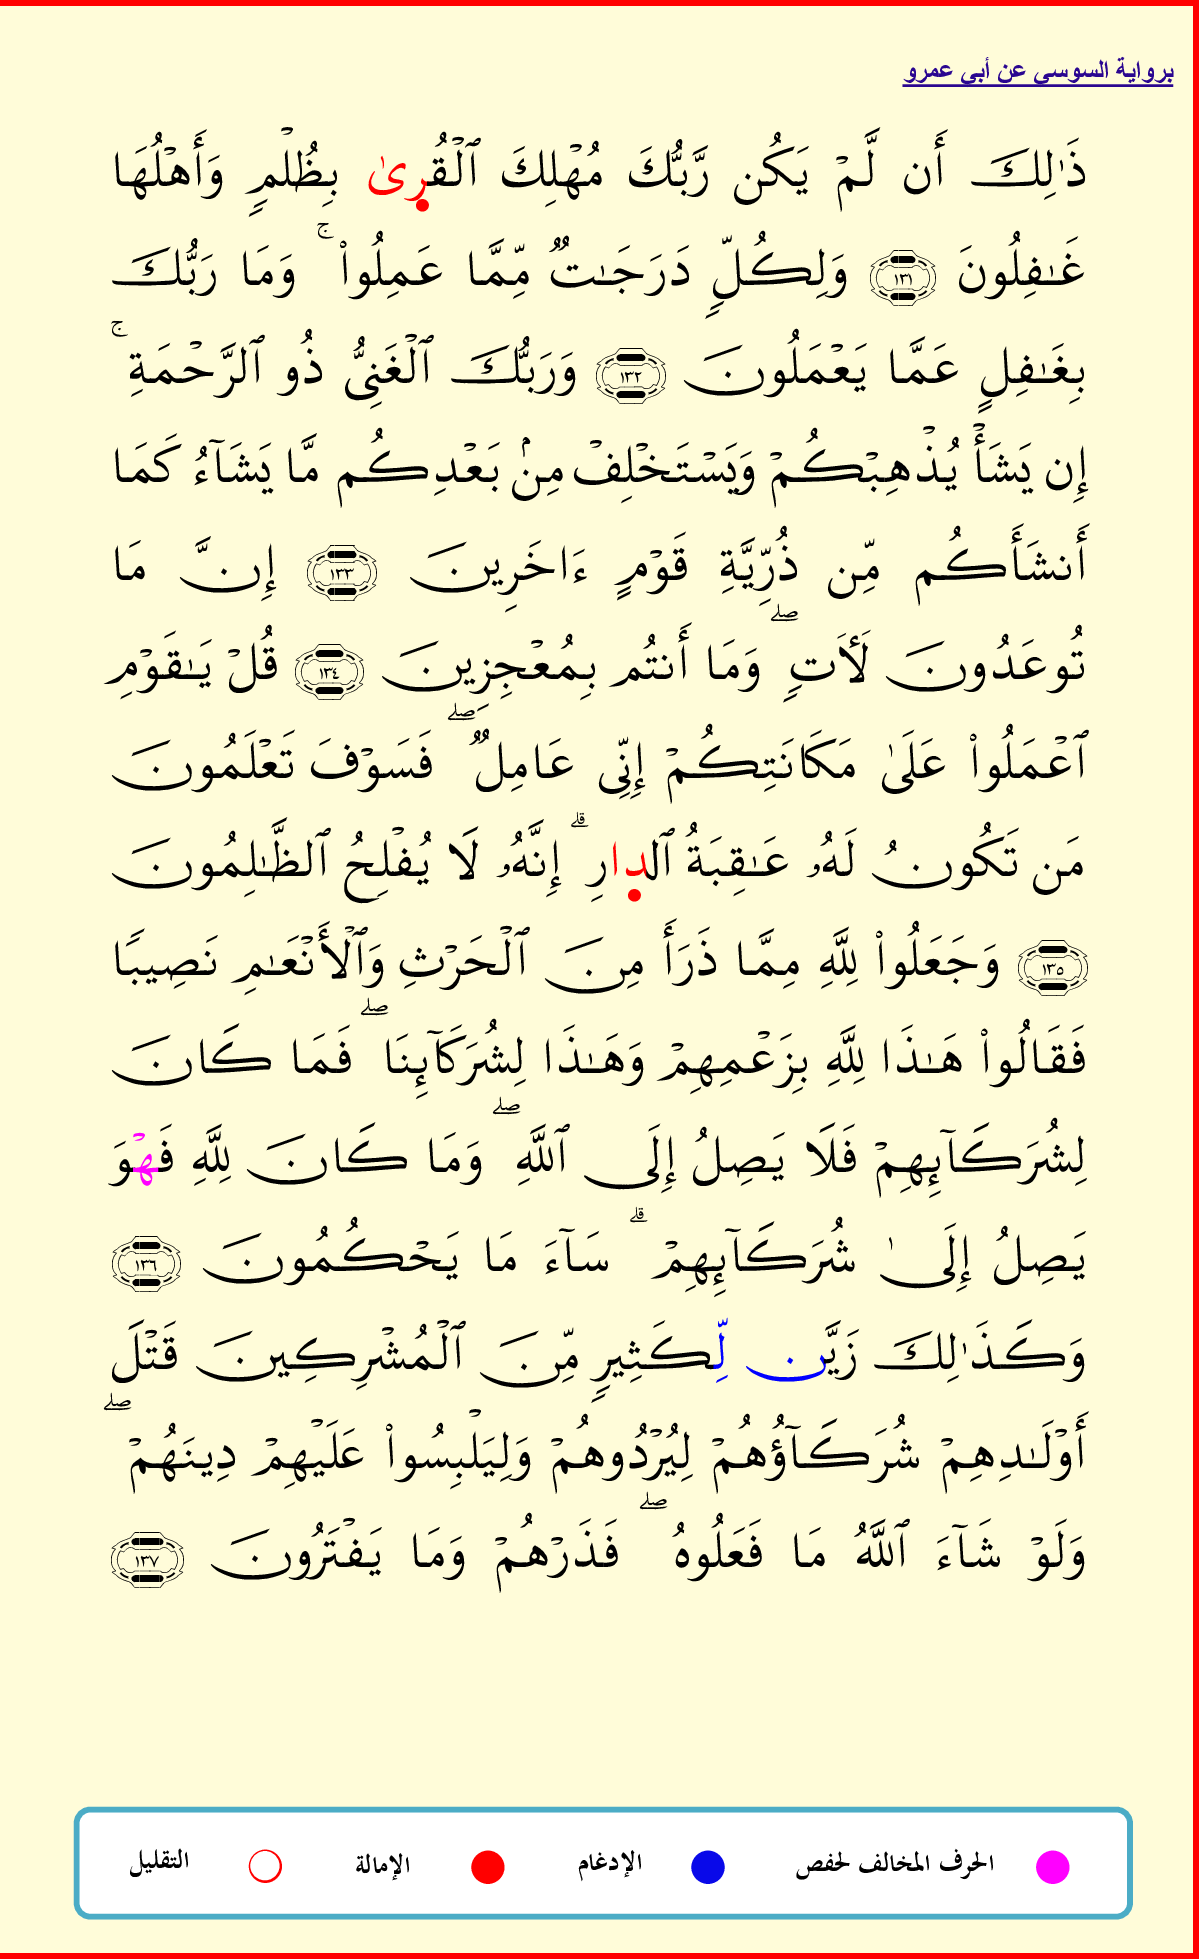 برواية السوسي عن أبي عمرو
ذَٰلِكَ أَن لَّمْ يَكُن رَّبُّكَ مُهْلِكَ ٱلْقُرِىٰ بِظُلْمٍ وَأَهْلُهَا
غَٰفِلُونَ ١٣١ وَلِكُلٍّ دَرَجَٰتٌ مِّمَّا عَمِلُوا۟ ۚ وَمَا رَبُّكَ
بِغَٰفِلٍ عَمَّا يَعْمَلُونَ ١٣٢ وَرَبُّكَ ٱلْغَنِىُّ ذُو ٱلرَّحْمَةِ ۚ
إِن يَشَأْ يُذْهِبْكُمْ وَيَسْتَخْلِفْ مِنۢ بَعْدِكُم مَّا يَشَآءُ كَمَا
أَنشَأَكُم مِّن ذُرِّيَّةِ قَوْمٍ ءَاخَرِينَ ١٣٣ إِنَّ مَا
تُوعَدُونَ لَأَتٍ ۖ وَمَا أَنتُم بِمُعْجِزِينَ ١٣٤ قُلْ يَٰقَوْمِ
ٱعْمَلُوا۟ عَلَىٰ مَكَانَتِكُمْ إِنِّى عَامِلٌ ۖ فَسَوْفَ تَعْلَمُونَ
مَن تَكُونُ لَهُۥ عَٰقِبَةُ ٱلدِارِ ۗ إِنَّهُۥ لَا يُفْلِحُ ٱلظَّٰلِمُونَ
١٣٥ وَجَعَلُوا۟ لِلَّهِ مِمَّا ذَرَأَ مِنَ ٱلْحَرْثِ وَٱلْأَنْعَٰمِ نَصِيبًا
فَقَالُوا۟ هَٰذَا لِلَّهِ بِزَعْمِهِمْ وَهَٰذَا لِشُرَكَآئِنَا ۖ فَمَا كَانَ
لِشُرَكَآئِهِمْ فَلَا يَصِلُ إِلَى ٱللَّهِ ۖ وَمَا كَانَ لِلَّهِ فَهْوَ
يَصِلُ إِلَىٰ شُرَكَآئِهِمْ ۗ سَآءَ مَا يَحْكُمُونَ ١٣٦
وَكَذَٰلِكَ زَيَّن لِّكَثِيرٍ مِّنَ ٱلْمُشْرِكِينَ قَتْلَ
أَوْلَٰدِهِمْ شُرَكَآؤُهُمْ لِيُرْدُوهُمْ وَلِيَلْبِسُوا۟ عَلَيْهِمْ دِينَهُمْ ۖ
وَلَوْ شَآءَ ٱللَّهُ مَا فَعَلُوهُ ۖ فَذَرْهُمْ وَمَا يَفْتَرُونَ ١٣٧
الحرف المخالف لحفص الإدغام الإمالة التقليل